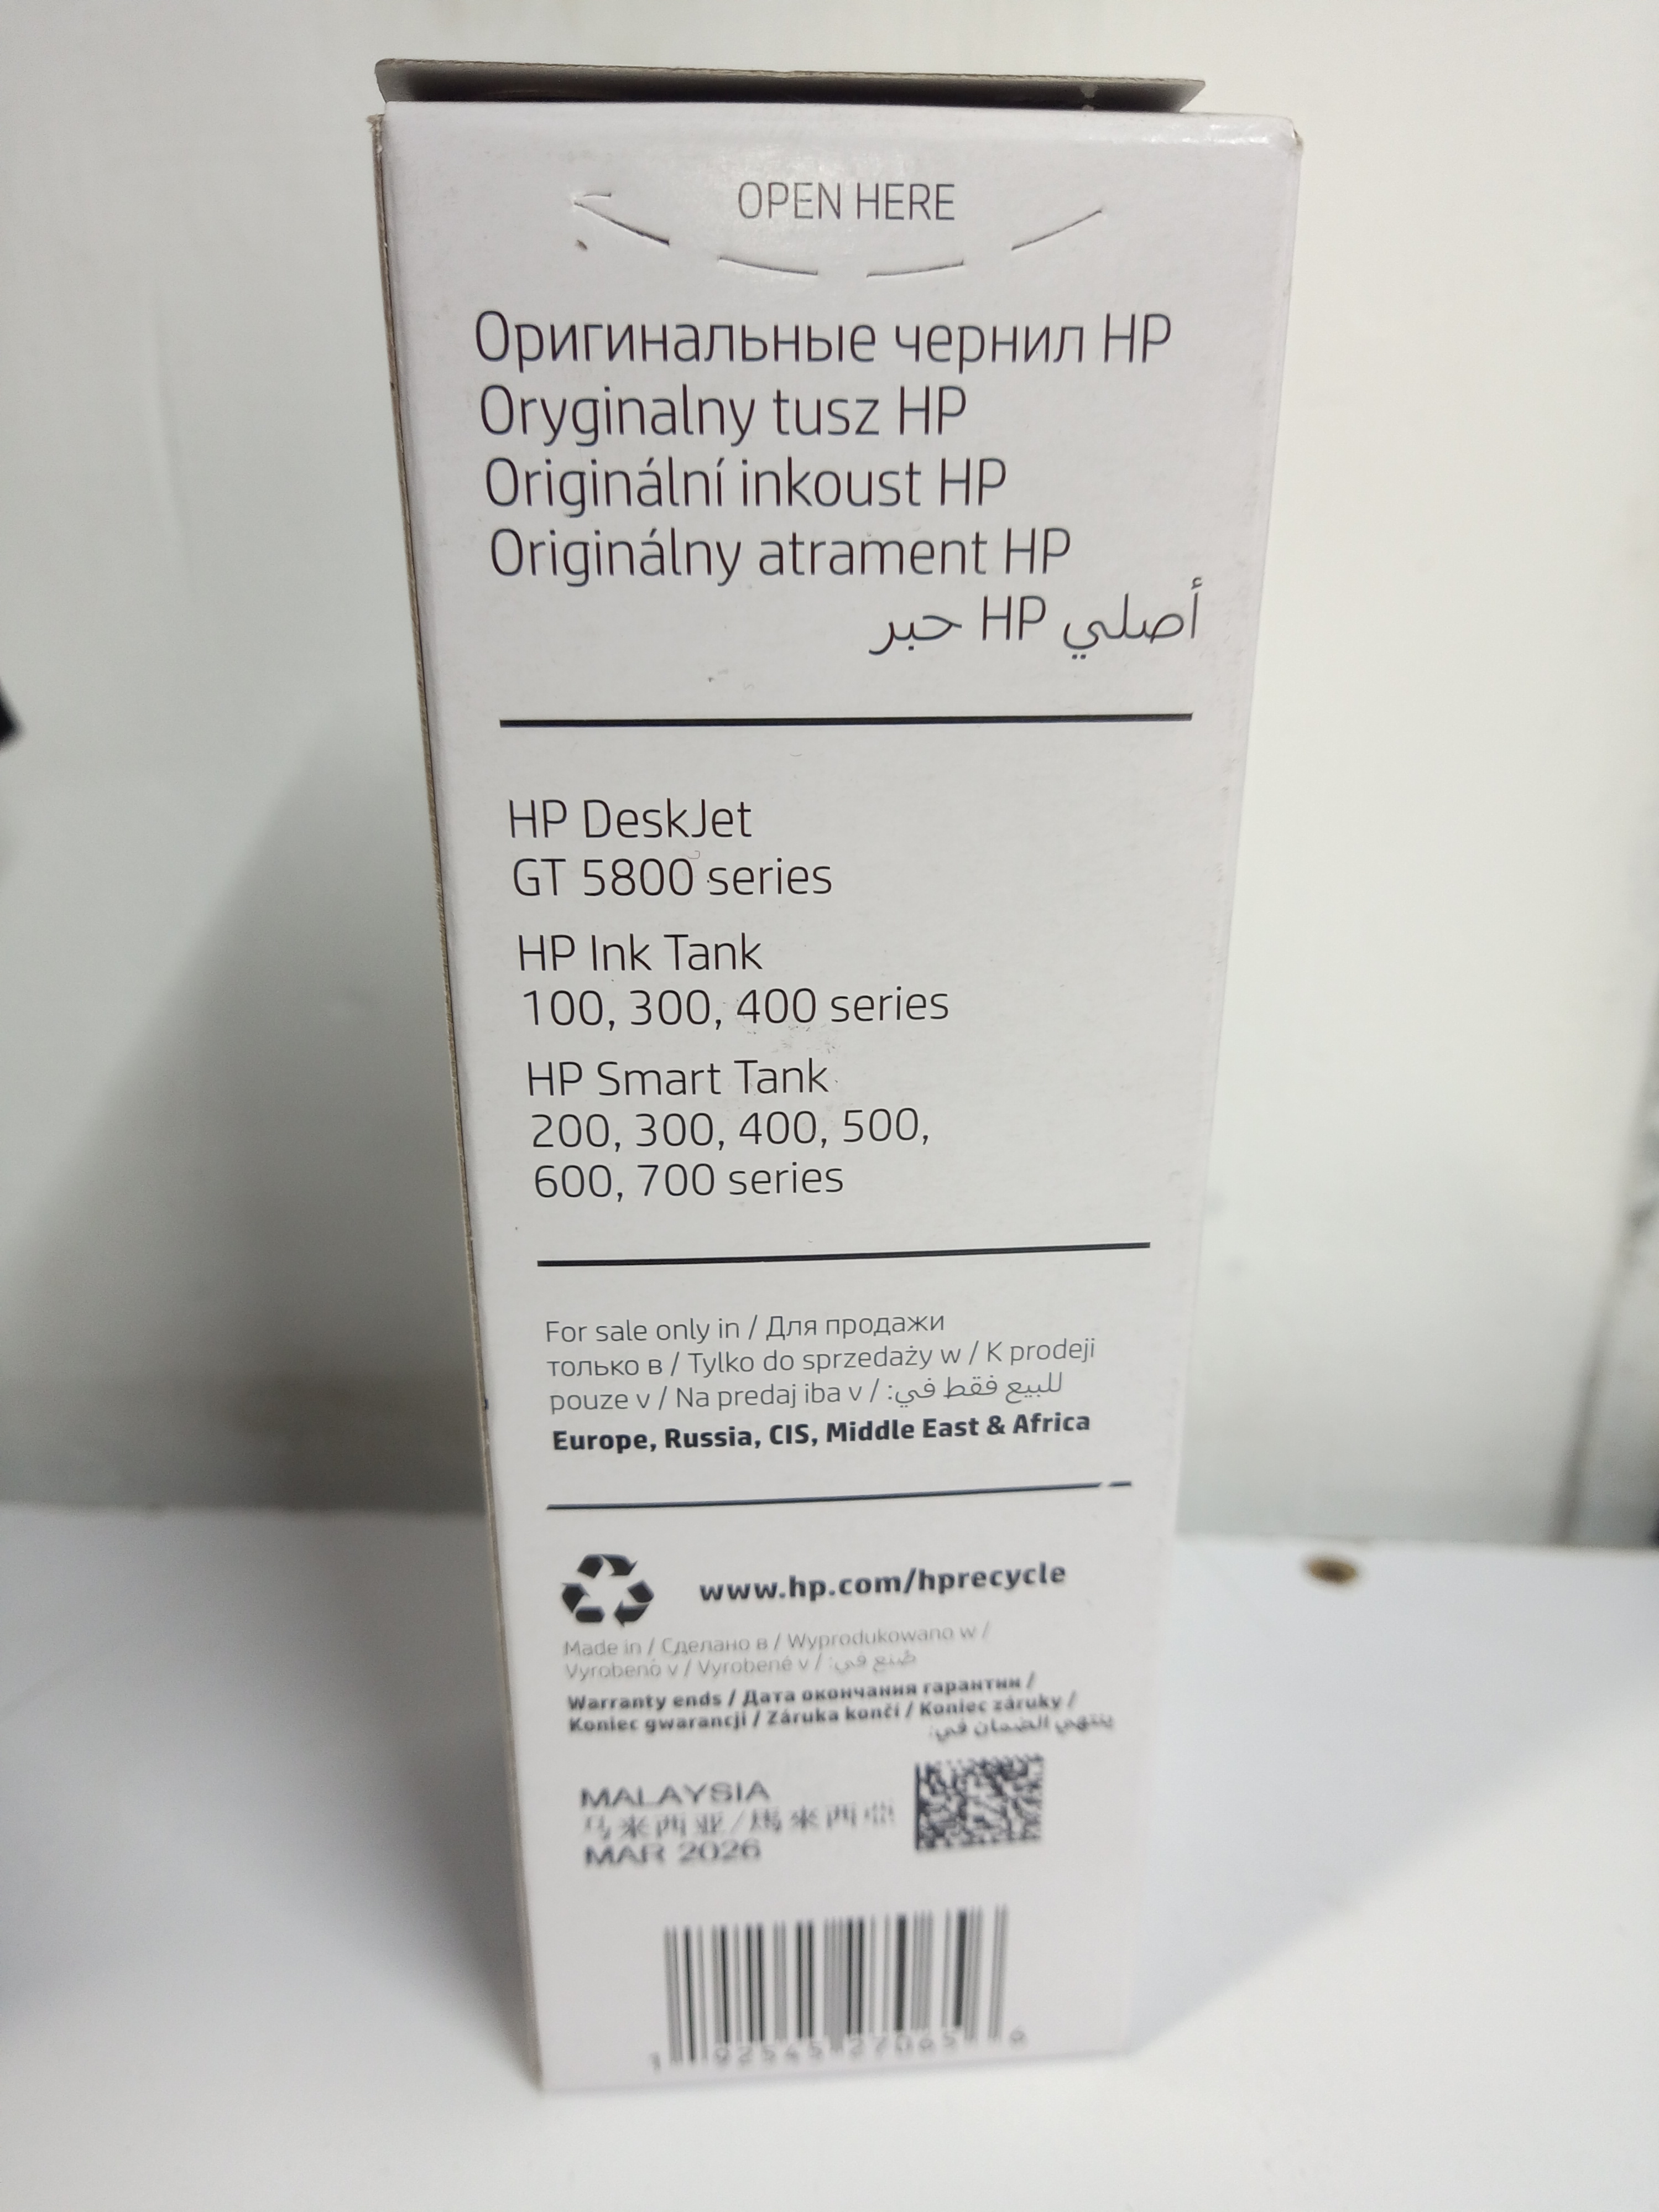 OPEN HERE
Оригинальные чернил HP
Oryginalny tusz HP
Originální inkoust HP
Originálny atrament HP
حبر HP أصلي
HP DeskJet
GT 5800 series
HP Ink Tank
100, 300, 400 series
HP Smart Tank
200, 300, 400, 500,
600, 700 series
For sale only in / Для продажи
только в / Tylko do sprzedaży w / K prodeji
pouze v / Na predaj iba v / للبيع فقط في:
Europe, Russia, CIS, Middle East & Africa
www.hp.com/hprecycle
Made in / Сделано в / Wyprodukowano w /
Vyrobeno v / Vyrobené v / صُنع في:
Warranty ends / Дата окончания гарантии /
Koniec gwarancji / Záruka končí / Koniec záruky /
ينتهي الضمان في:
MALAYSIA
马来西亚/馬來西亞
MAR 2026
1 92545 27065 6